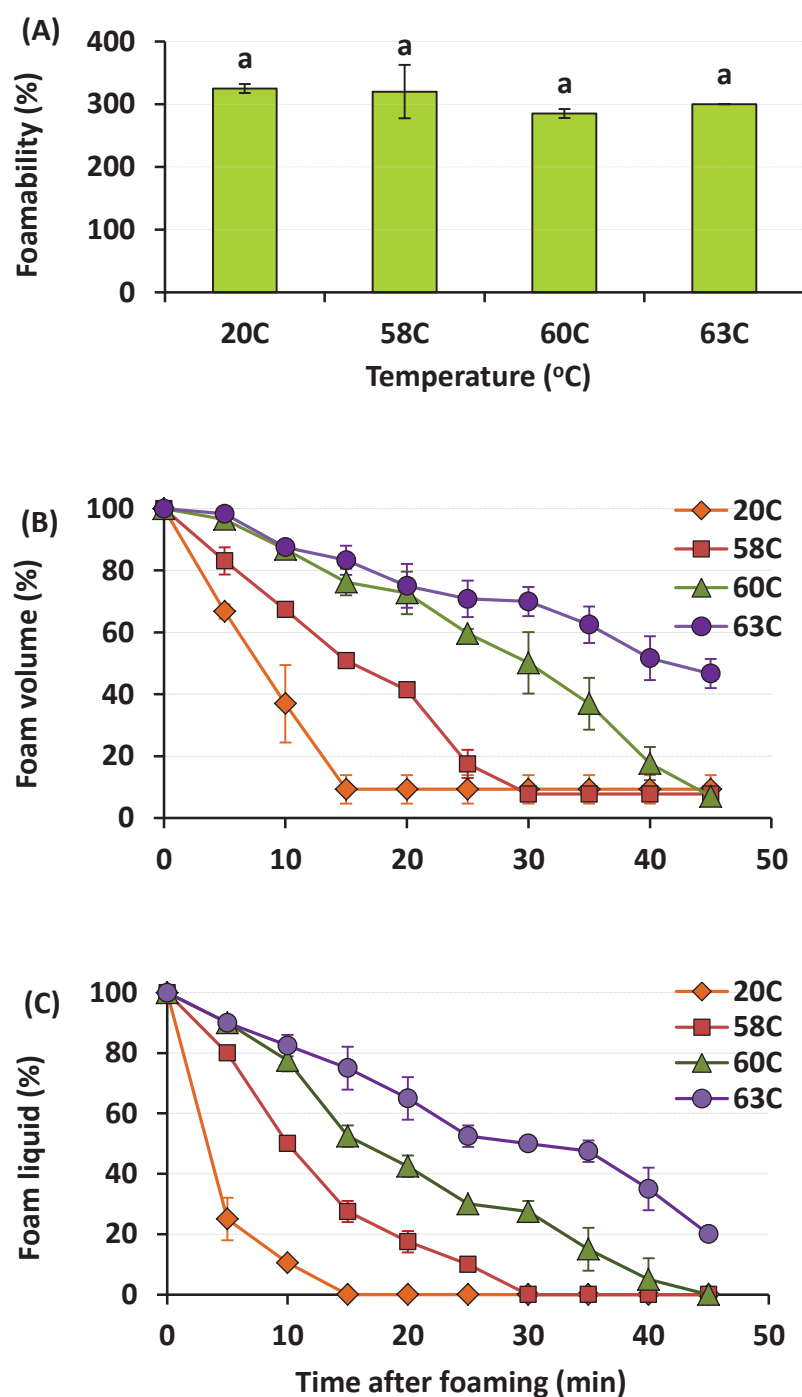 (A)
400
300
200
100
0
Foamability (%)
a a a a
20C 58C 60C 63C
Temperature (ºC)
(B)
100
80
60
40
20
0
Foam volume (%)
20C
58C
60C
63C
0 10 20 30 40 50
(C)
100
80
60
40
20
0
Foam liquid (%)
20C
58C
60C
63C
0 10 20 30 40 50
Time after foaming (min)